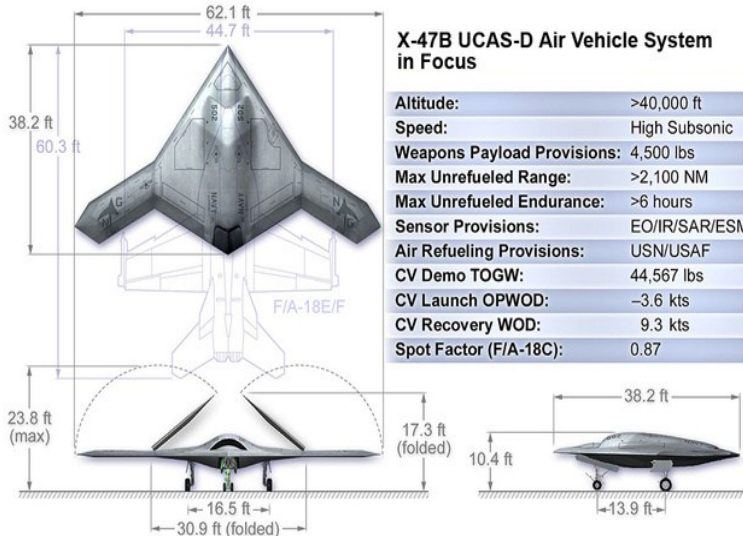 62.1 ft
44.7 ft
38.2 ft
60.3 ft
502
502
NAVY
NAVY
NG
NG
F/A-18E/F
X-47B UCAS-D Air Vehicle System
in Focus
Altitude: >40,000 ft
Speed: High Subsonic
Weapons Payload Provisions: 4,500 lbs
Max Unrefueled Range: >2,100 NM
Max Unrefueled Endurance: >6 hours
Sensor Provisions: EO/IR/SAR/ESM
Air Refueling Provisions: USN/USAF
CV Demo TOGW: 44,567 lbs
CV Launch OPWOD: –3.6 kts
CV Recovery WOD: 9.3 kts
Spot Factor (F/A-18C): 0.87
23.8 ft
(max)
17.3 ft
(folded)
16.5 ft
30.9 ft (folded)
38.2 ft
10.4 ft
13.9 ft